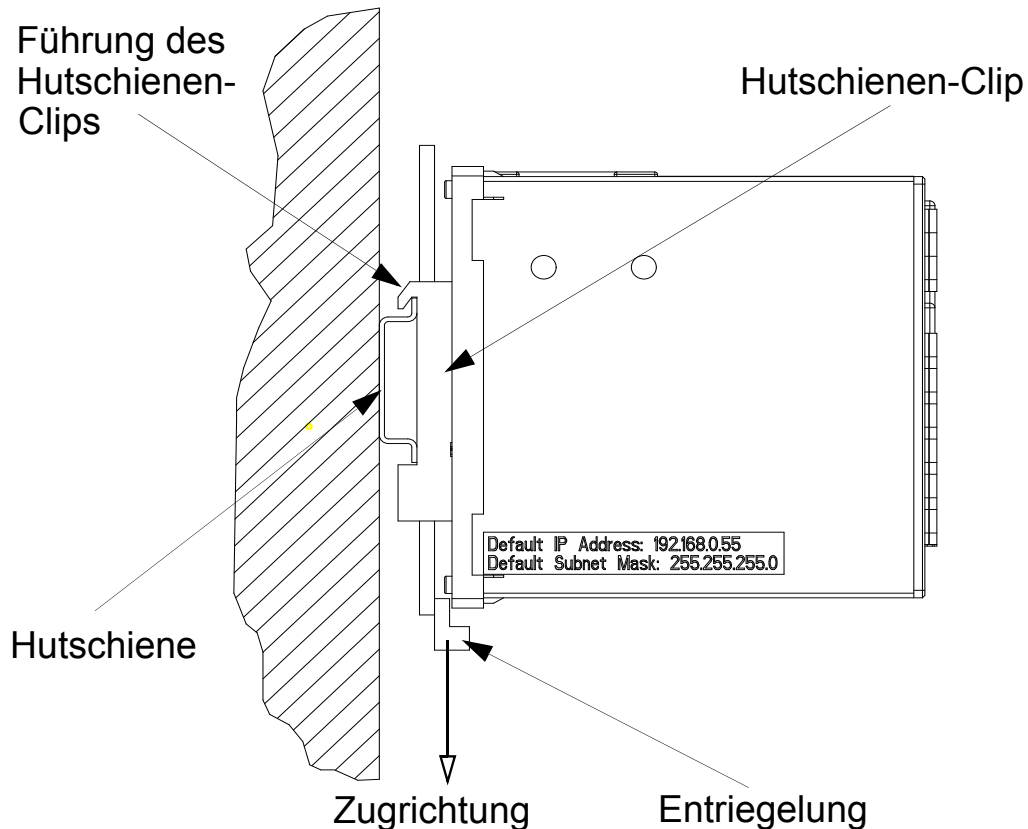 Führung des
Hutschienen-
Clips
Hutschienen-Clip
Default IP Address: 192.168.0.55
Default Subnet Mask: 255.255.255.0
Hutschiene
Zugrichtung
Entriegelung